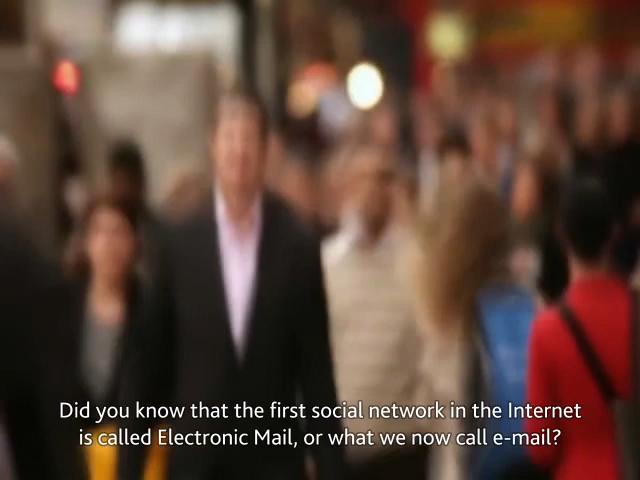 Did you know that the first social network in the Internet
is called Electronic Mail, or what we now call e-mail?